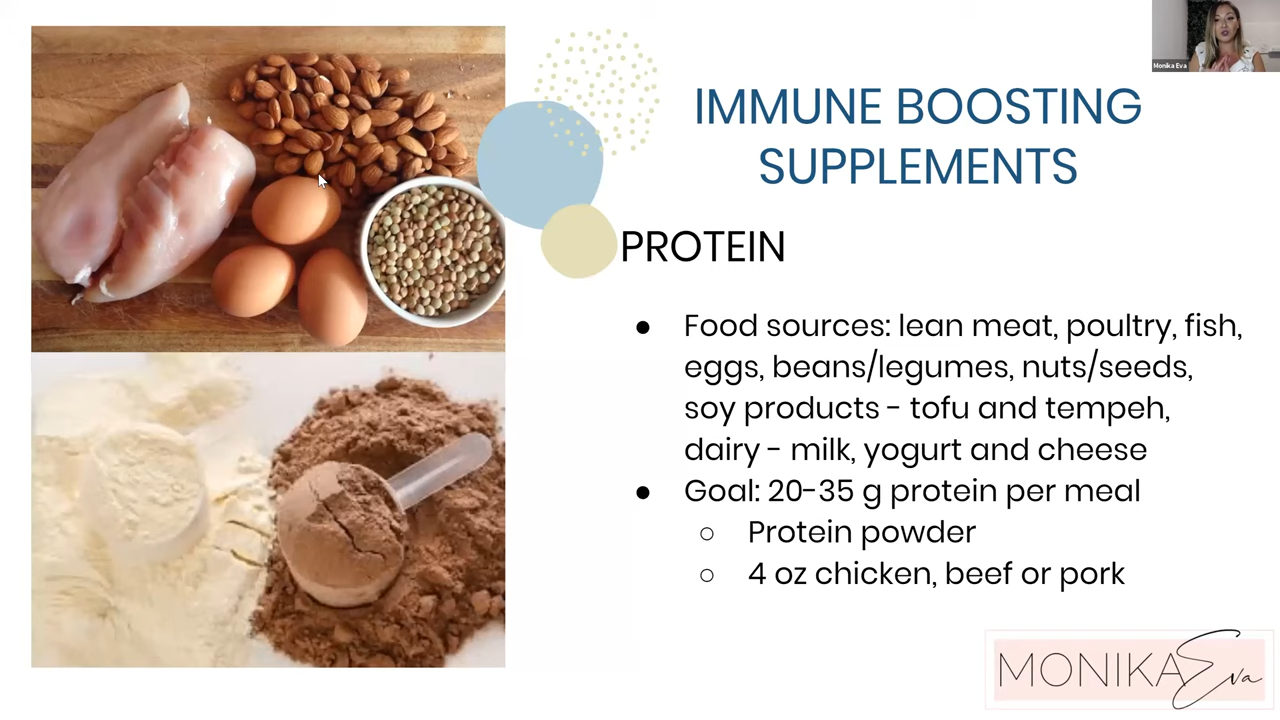 Monika Eva
IMMUNE BOOSTING
SUPPLEMENTS
PROTEIN
● Food sources: lean meat, poultry, fish,
eggs, beans/legumes, nuts/seeds,
soy products - tofu and tempeh,
dairy - milk, yogurt and cheese
● Goal: 20-35 g protein per meal
○ Protein powder
○ 4 oz chicken, beef or pork
MONIKA Eva